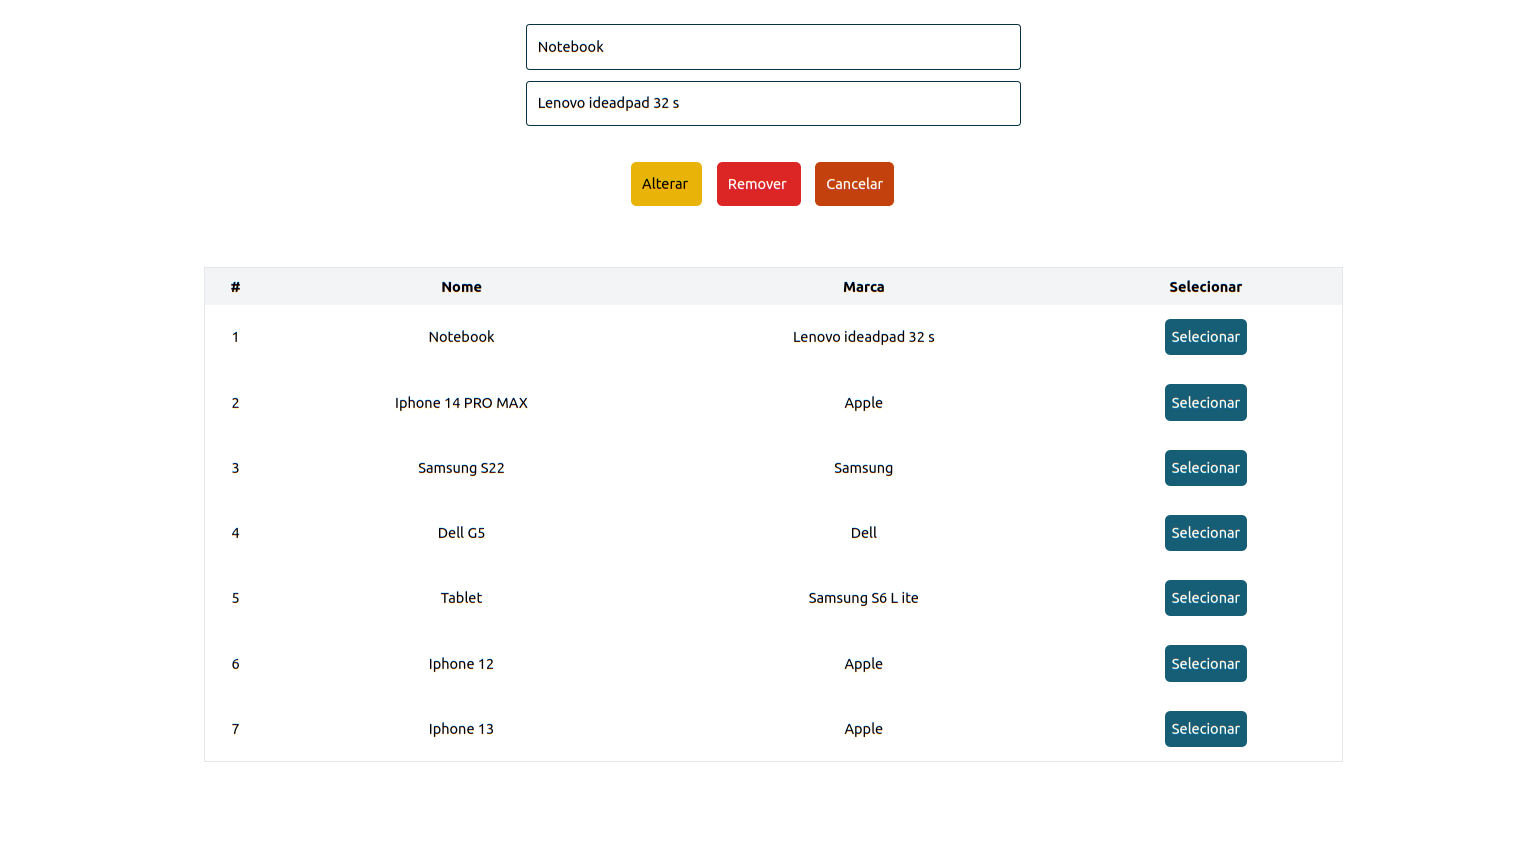 Notebook
Lenovo ideadpad 32 s
Alterar Remover Cancelar
# Nome Marca Selecionar
1 Notebook Lenovo ideadpad 32 s Selecionar
2 Iphone 14 PRO MAX Apple Selecionar
3 Samsung S22 Samsung Selecionar
4 Dell G5 Dell Selecionar
5 Tablet Samsung S6 L ite Selecionar
6 Iphone 12 Apple Selecionar
7 Iphone 13 Apple Selecionar